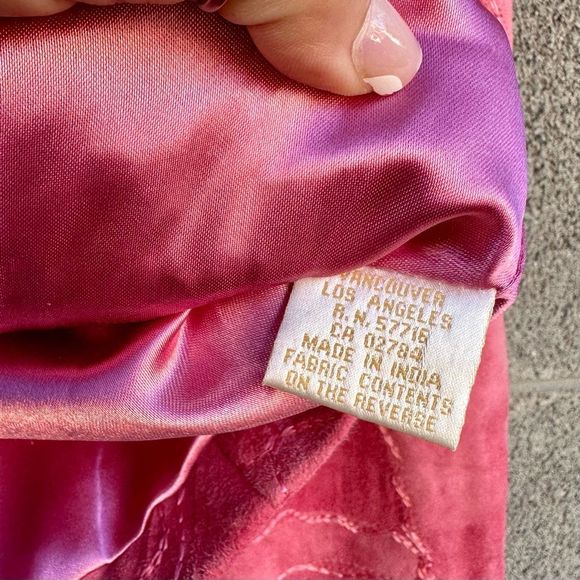 VANCOUVER
LOS ANGELES
R.N. 57716
CA 02784
MADE IN INDIA
FABRIC CONTENTS
ON THE REVERSE